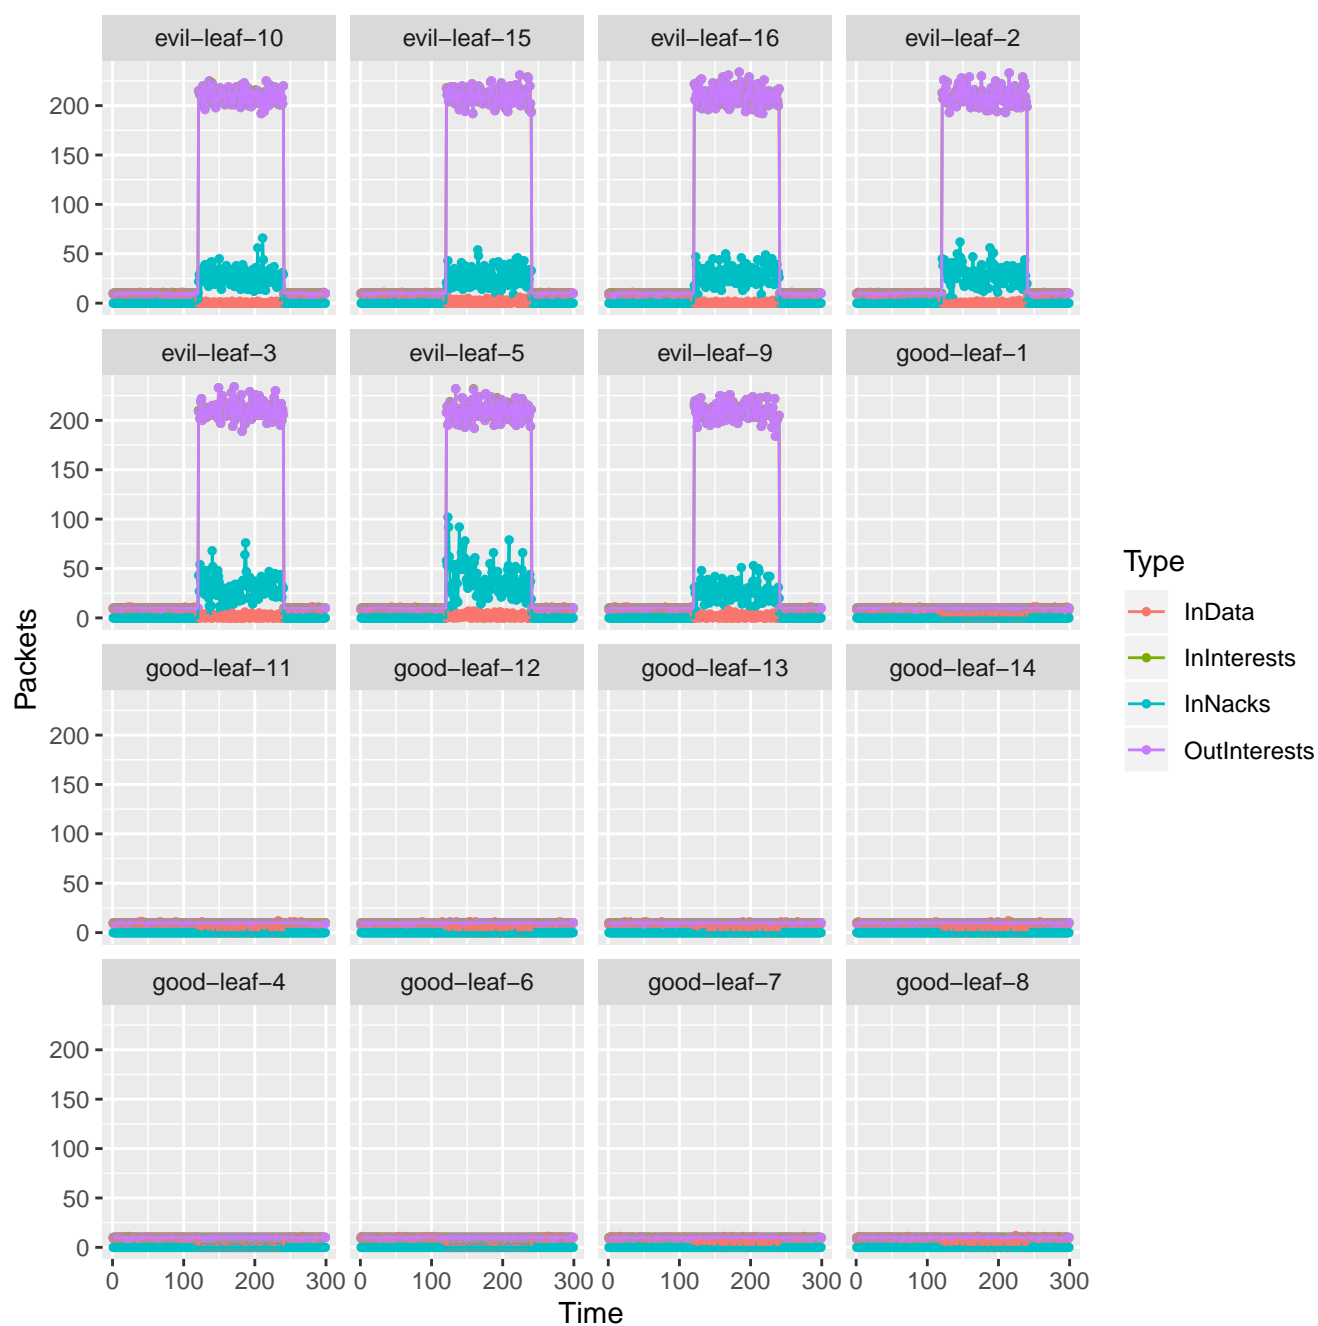 evil−leaf−10 evil−leaf−15 evil−leaf−16 evil−leaf−2
200
150
100
50
0
evil−leaf−3 evil−leaf−5 evil−leaf−9 good−leaf−1
200
150
100
50
0
good−leaf−11 good−leaf−12 good−leaf−13 good−leaf−14
200
150
100
50
0
good−leaf−4 good−leaf−6 good−leaf−7 good−leaf−8
200
150
100
50
0
0 100 200 300 0 100 200 300 0 100 200 300 0 100 200 300
Time
Packets
Type
InData
InInterests
InNacks
OutInterests